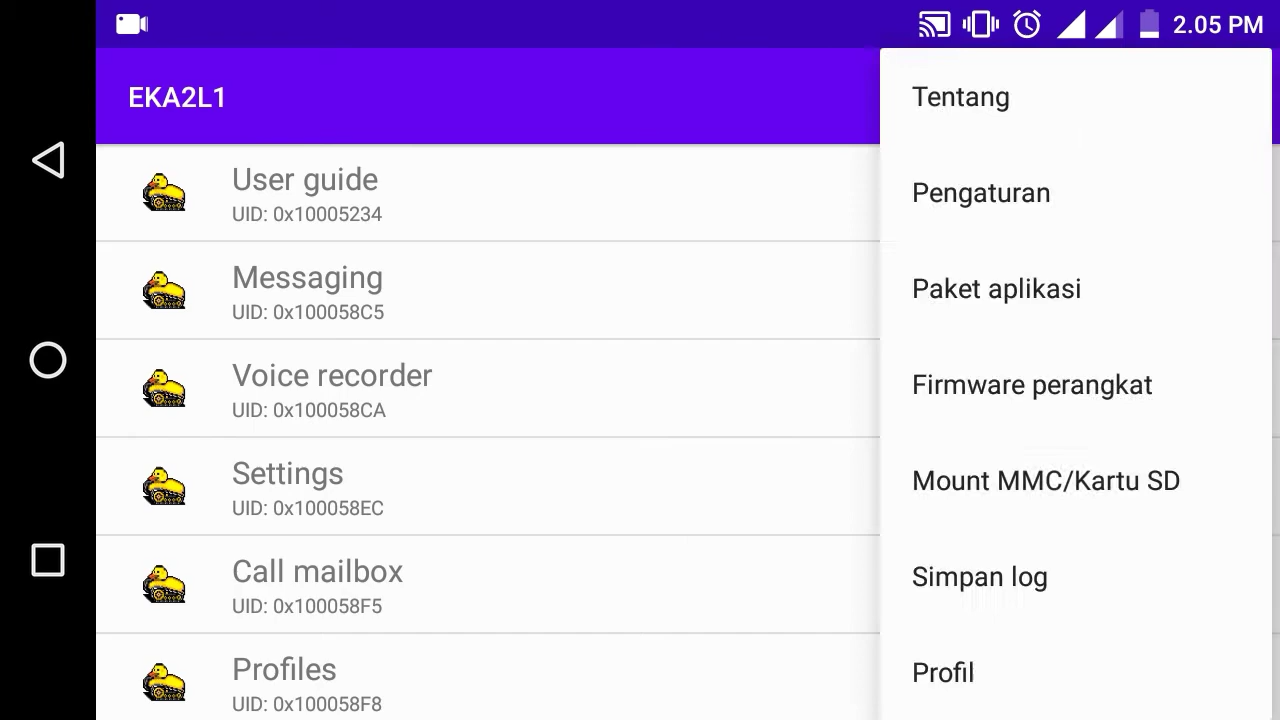 2.05 PM
EKA2L1
User guide
UID: 0x10005234
Messaging
UID: 0x100058C5
Voice recorder
UID: 0x100058CA
Settings
UID: 0x100058EC
Call mailbox
UID: 0x100058F5
Profiles
UID: 0x100058F8
Tentang
Pengaturan
Paket aplikasi
Firmware perangkat
Mount MMC/Kartu SD
Simpan log
Profil